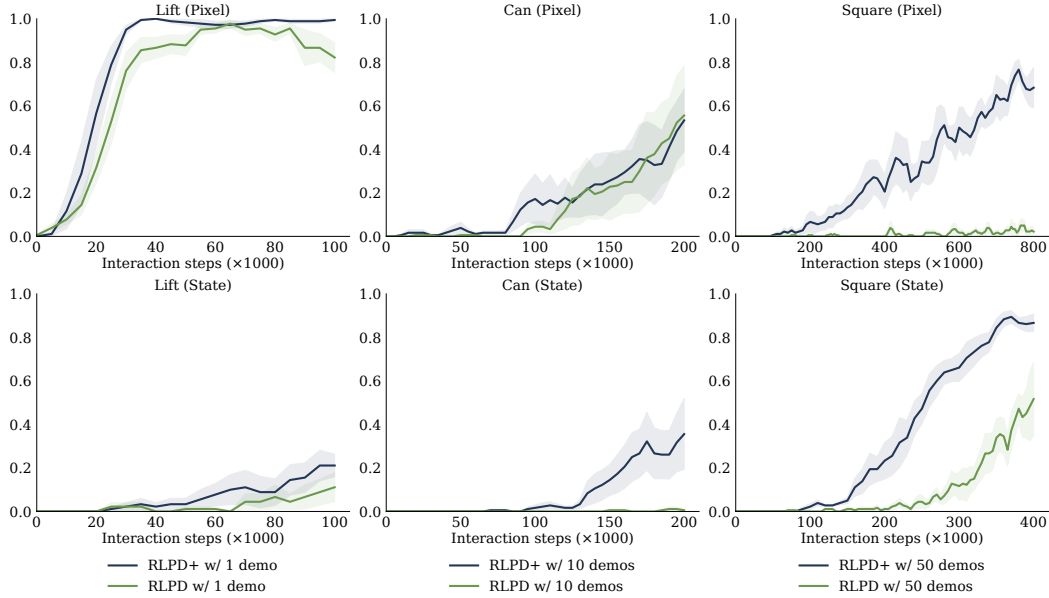 Lift (Pixel)
1.0
0.8
0.6
0.4
0.2
0.0
0 20 40 60 80 100
Interaction steps (×1000)
Can (Pixel)
1.0
0.8
0.6
0.4
0.2
0.0
0 50 100 150 200
Interaction steps (×1000)
Square (Pixel)
1.0
0.8
0.6
0.4
0.2
0.0
0 200 400 600 800
Interaction steps (×1000)
Lift (State)
1.0
0.8
0.6
0.4
0.2
0.0
0 20 40 60 80 100
Interaction steps (×1000)
Can (State)
1.0
0.8
0.6
0.4
0.2
0.0
0 50 100 150 200
Interaction steps (×1000)
Square (State)
1.0
0.8
0.6
0.4
0.2
0.0
0 100 200 300 400
Interaction steps (×1000)
RLPD+ w/ 1 demo
RLPD w/ 1 demo
RLPD+ w/ 10 demos
RLPD w/ 10 demos
RLPD+ w/ 50 demos
RLPD w/ 50 demos